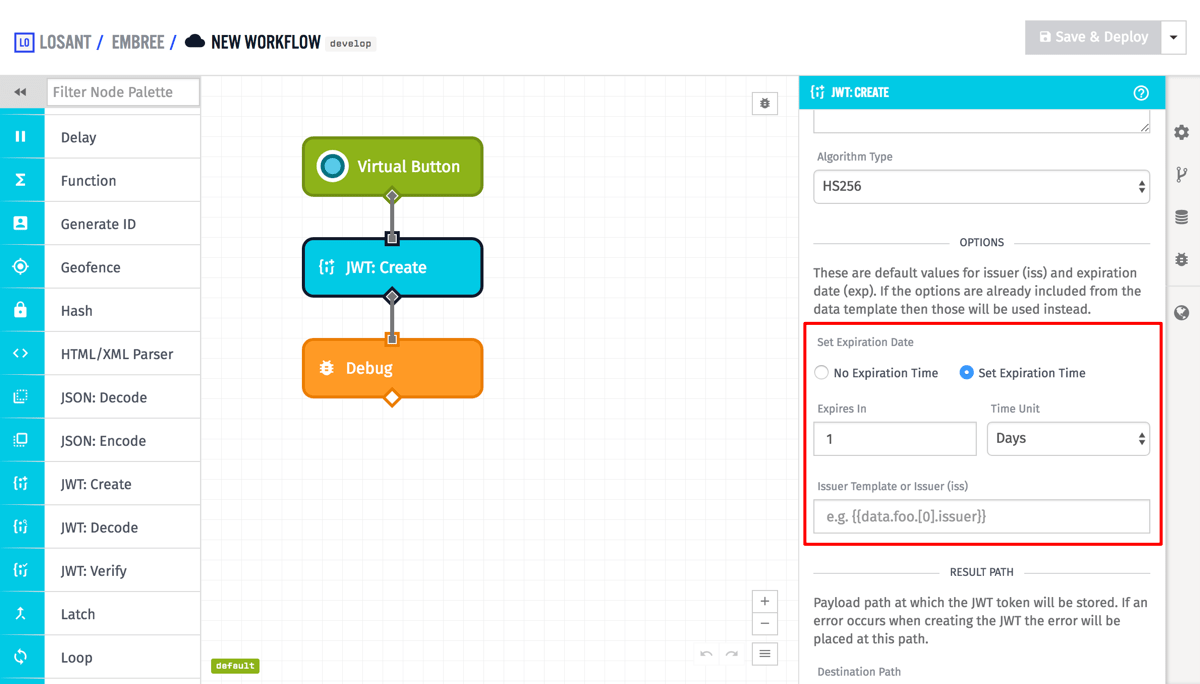 LO LOSANT / EMBREE / NEW WORKFLOW develop
Save & Deploy
Filter Node Palette
Delay
Function
Generate ID
Geofence
Hash
HTML/XML Parser
JSON: Decode
JSON: Encode
JWT: Create
JWT: Decode
JWT: Verify
Latch
Loop
Virtual Button
JWT: Create
Debug
default
JWT: CREATE
Algorithm Type
HS256
OPTIONS
These are default values for issuer (iss) and expiration
date (exp). If the options are already included from the
data template then those will be used instead.
Set Expiration Date
No Expiration Time Set Expiration Time
Expires In Time Unit
1 Days
Issuer Template or Issuer (iss)
e.g. {{data.foo.[0].issuer}}
RESULT PATH
Payload path at which the JWT token will be stored. If an
error occurs when creating the JWT the error will be
placed at this path.
Destination Path